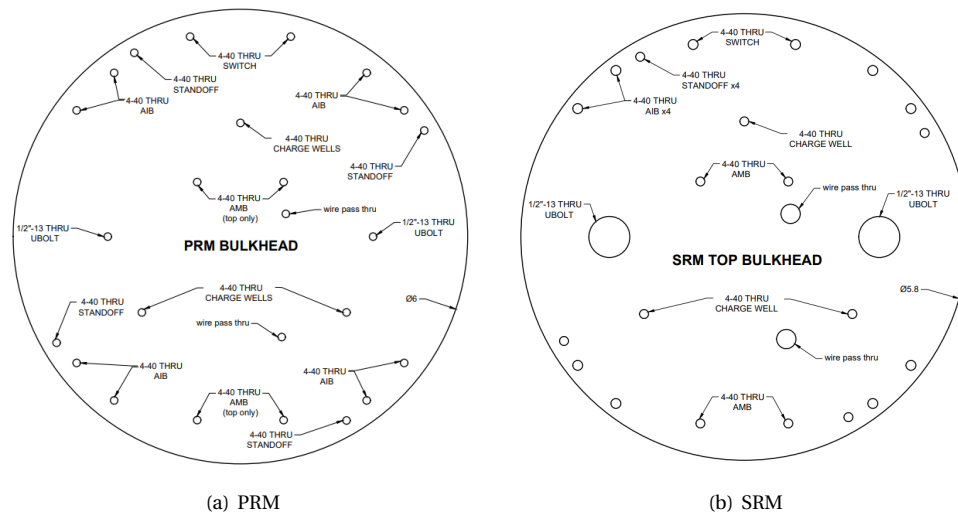 4-40 THRU
SWITCH
4-40 THRU
STANDOFF
4-40 THRU
AIB
4-40 THRU
AIB
4-40 THRU
CHARGE WELLS
4-40 THRU
STANDOFF
4-40 THRU
AMB
(top only)
wire pass thru
1/2"-13 THRU
UBOLT
1/2"-13 THRU
UBOLT
PRM BULKHEAD
4-40 THRU
CHARGE WELLS
Ø6
4-40 THRU
STANDOFF
wire pass thru
4-40 THRU
AIB
4-40 THRU
AIB
4-40 THRU
AMB
(top only)
4-40 THRU
STANDOFF
(a) PRM
4-40 THRU
SWITCH
4-40 THRU
STANDOFF x4
4-40 THRU
AIB x4
4-40 THRU
CHARGE WELL
4-40 THRU
AMB
wire pass thru
1/2"-13 THRU
UBOLT
1/2"-13 THRU
UBOLT
SRM TOP BULKHEAD
Ø5.8
4-40 THRU
CHARGE WELL
wire pass thru
4-40 THRU
AMB
(b) SRM